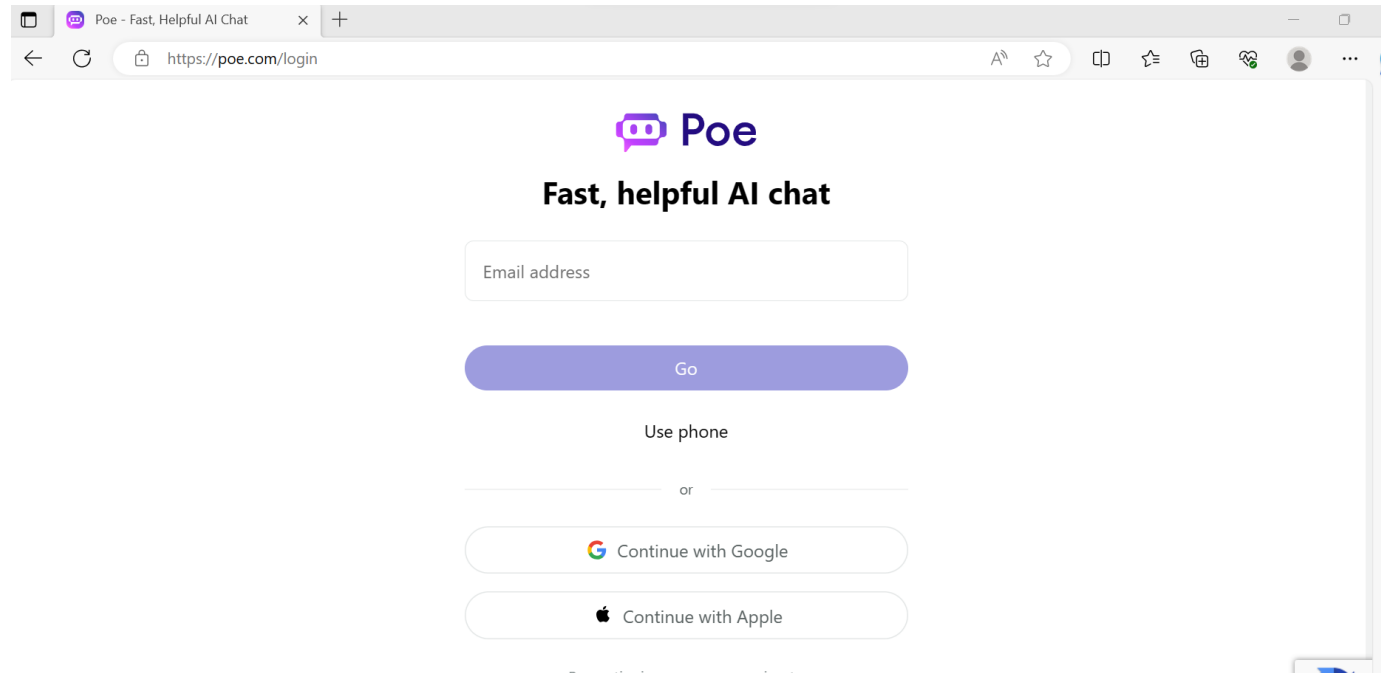 Poe - Fast, Helpful AI Chat
https://poe.com/login
Poe
Fast, helpful AI chat
Email address
Go
Use phone
or
Continue with Google
Continue with Apple